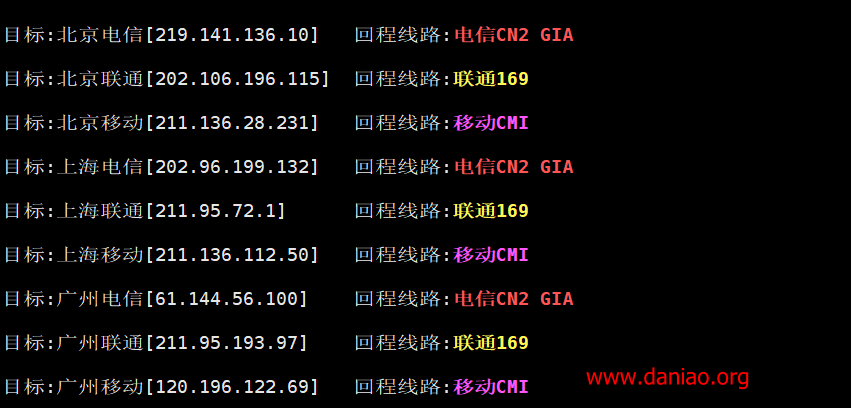 目标:北京电信[219.141.136.10] 回程线路:电信CN2 GIA
目标:北京联通[202.106.196.115] 回程线路:联通169
目标:北京移动[211.136.28.231] 回程线路:移动CMI
目标:上海电信[202.96.199.132] 回程线路:电信CN2 GIA
目标:上海联通[211.95.72.1] 回程线路:联通169
目标:上海移动[211.136.112.50] 回程线路:移动CMI
目标:广州电信[61.144.56.100] 回程线路:电信CN2 GIA
目标:广州联通[211.95.193.97] 回程线路:联通169
目标:广州移动[120.196.122.69] 回程线路:移动CMI
www.daniao.org